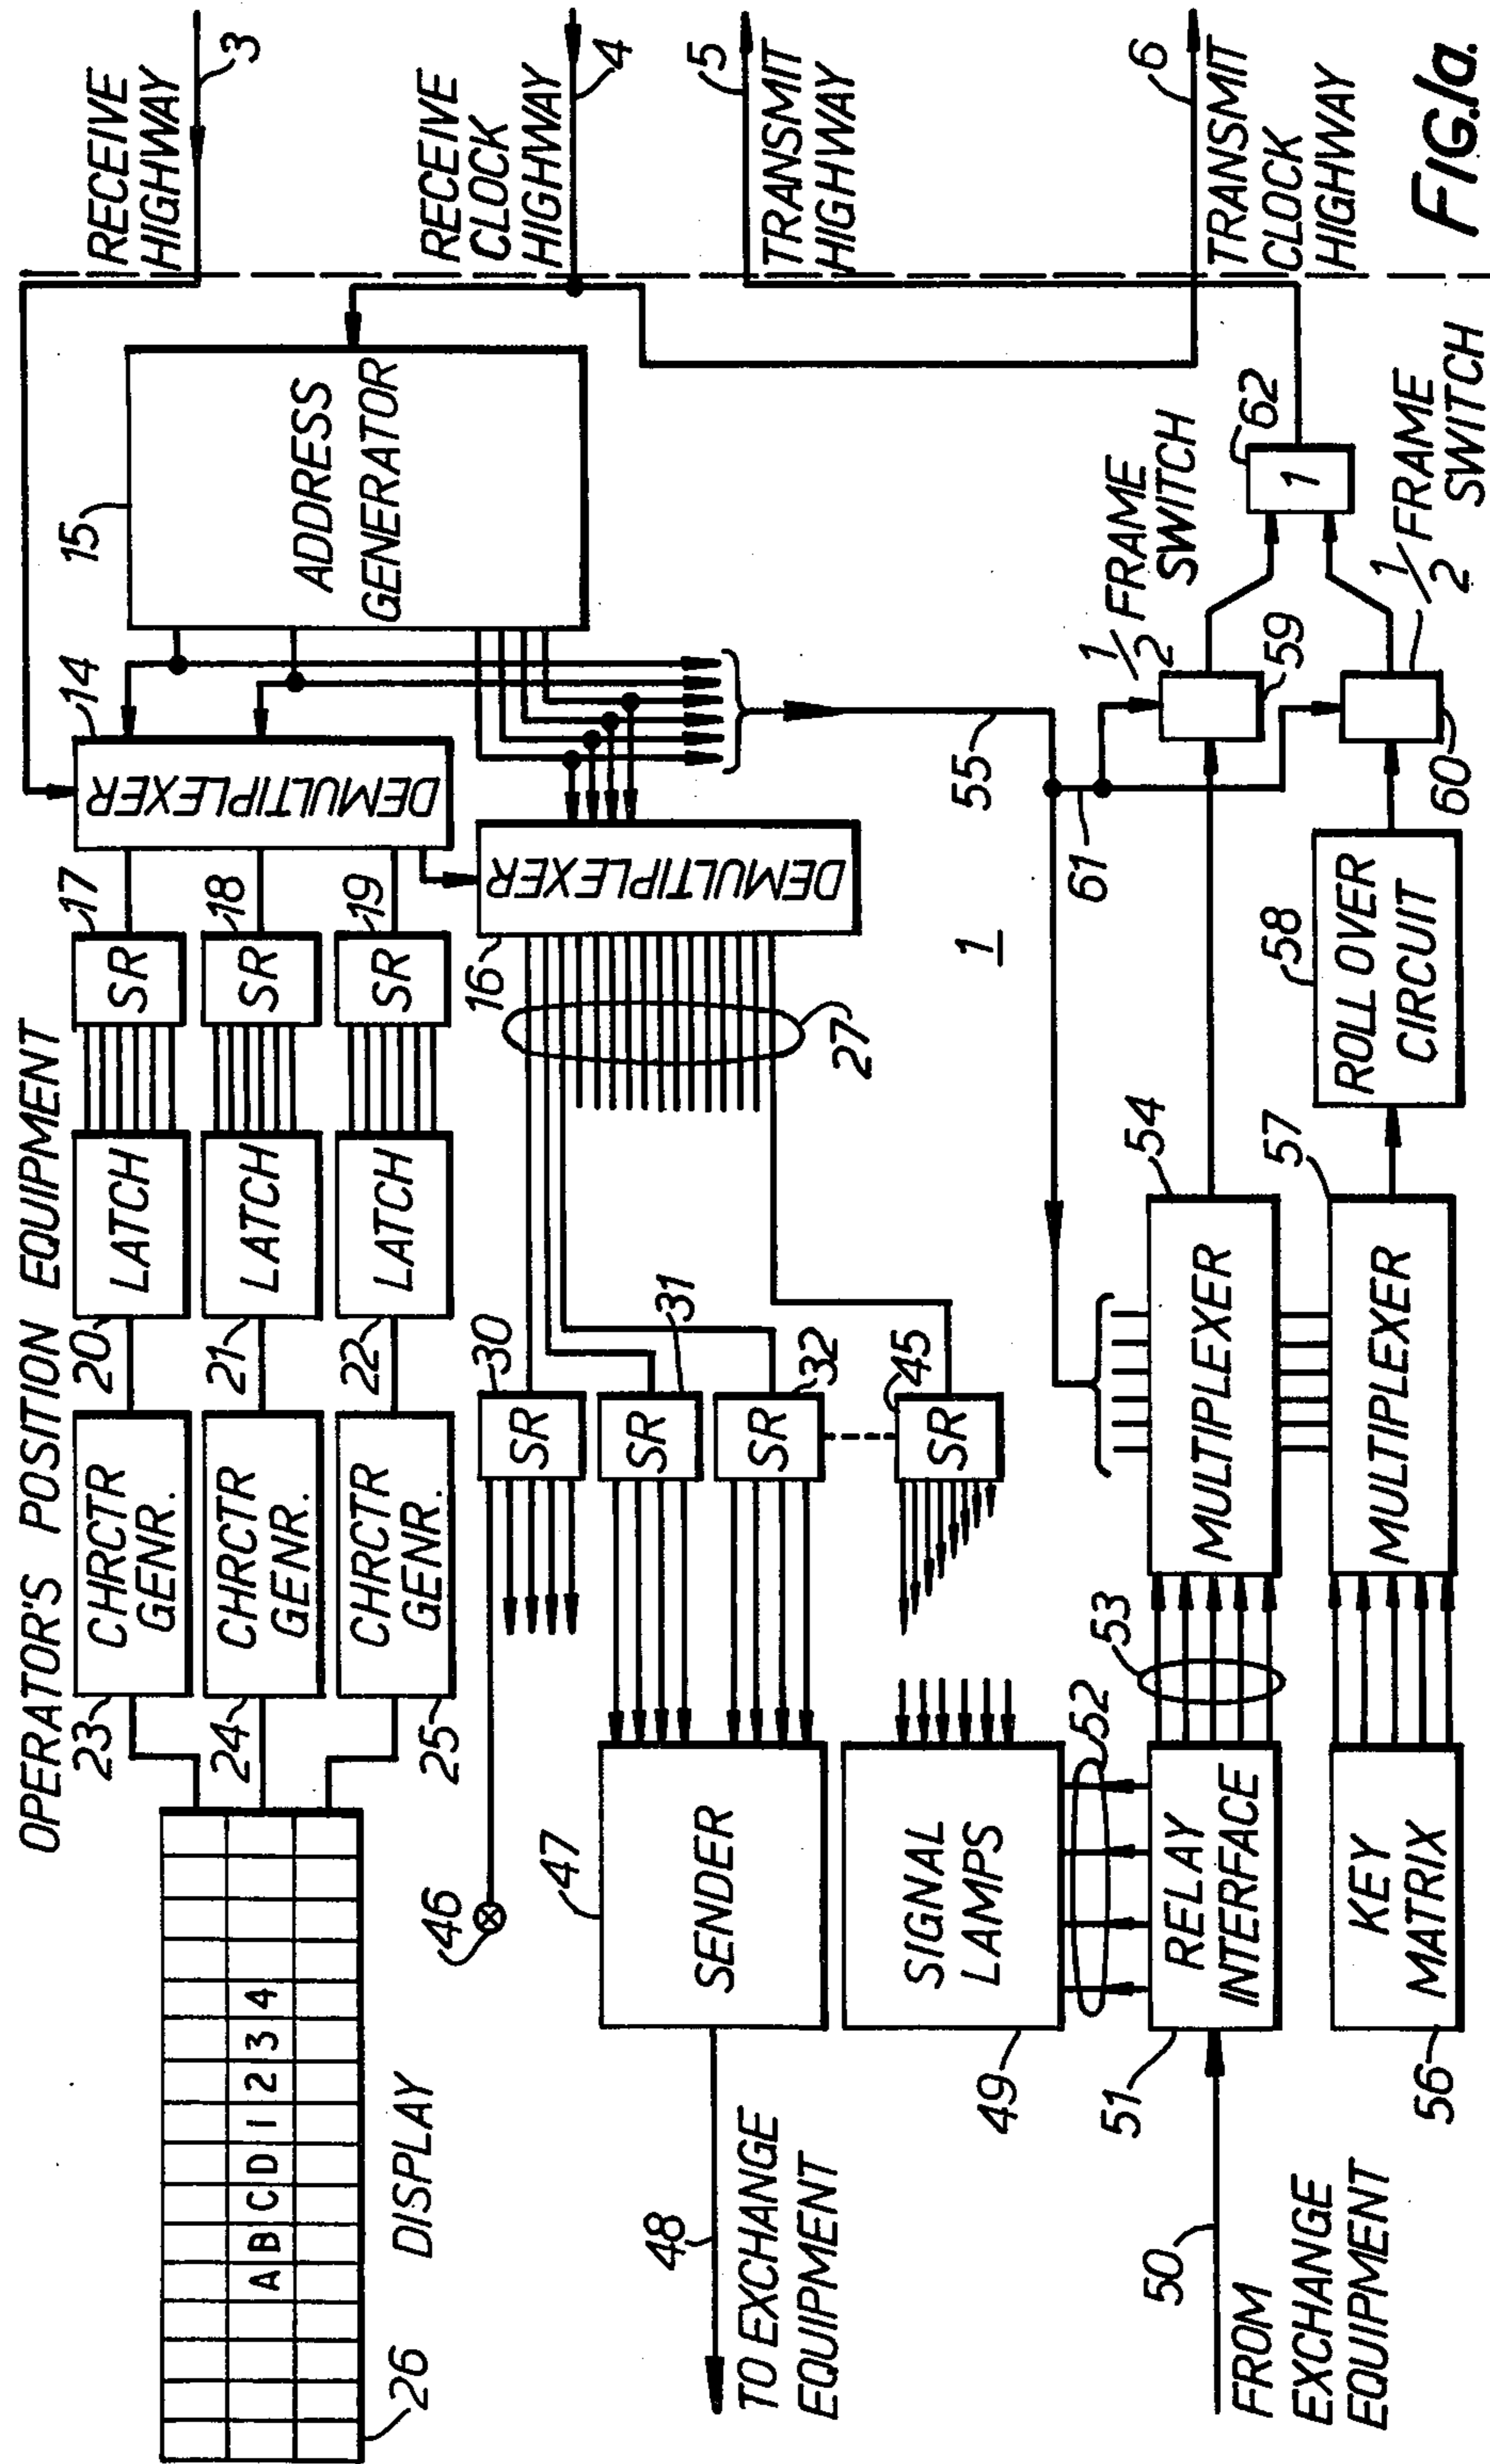 OPERATOR'S POSITION EQUIPMENT
RECEIVE
HIGHWAY
3
RECEIVE
CLOCK
HIGHWAY
4
5
TRANSMIT
HIGHWAY
6
TRANSMIT
CLOCK
HIGHWAY
FIG.1a.
15
ADDRESS
GENERATOR
14
DEMULTIPLEXER
16
DEMULTIPLEXER
17
SR
18
SR
19
SR
20
LATCH
21
LATCH
22
LATCH
23
CHRCTR
GENR.
24
CHRCTR
GENR.
25
CHRCTR
GENR.
A B C D 1 2 3 4
26
DISPLAY
27
1
30
SR
31
SR
32
SR
45
SR
46
47
SENDER
48
TO EXCHANGE
EQUIPMENT
SIGNAL
LAMPS
49
52
50
FROM
EXCHANGE
EQUIPMENT
51
RELAY
INTERFACE
53
54
MULTIPLEXER
55
61
1/2 FRAME
SWITCH
59
62
1
56
KEY
MATRIX
57
MULTIPLEXER
58
ROLL OVER
CIRCUIT
60
1/2 FRAME
SWITCH